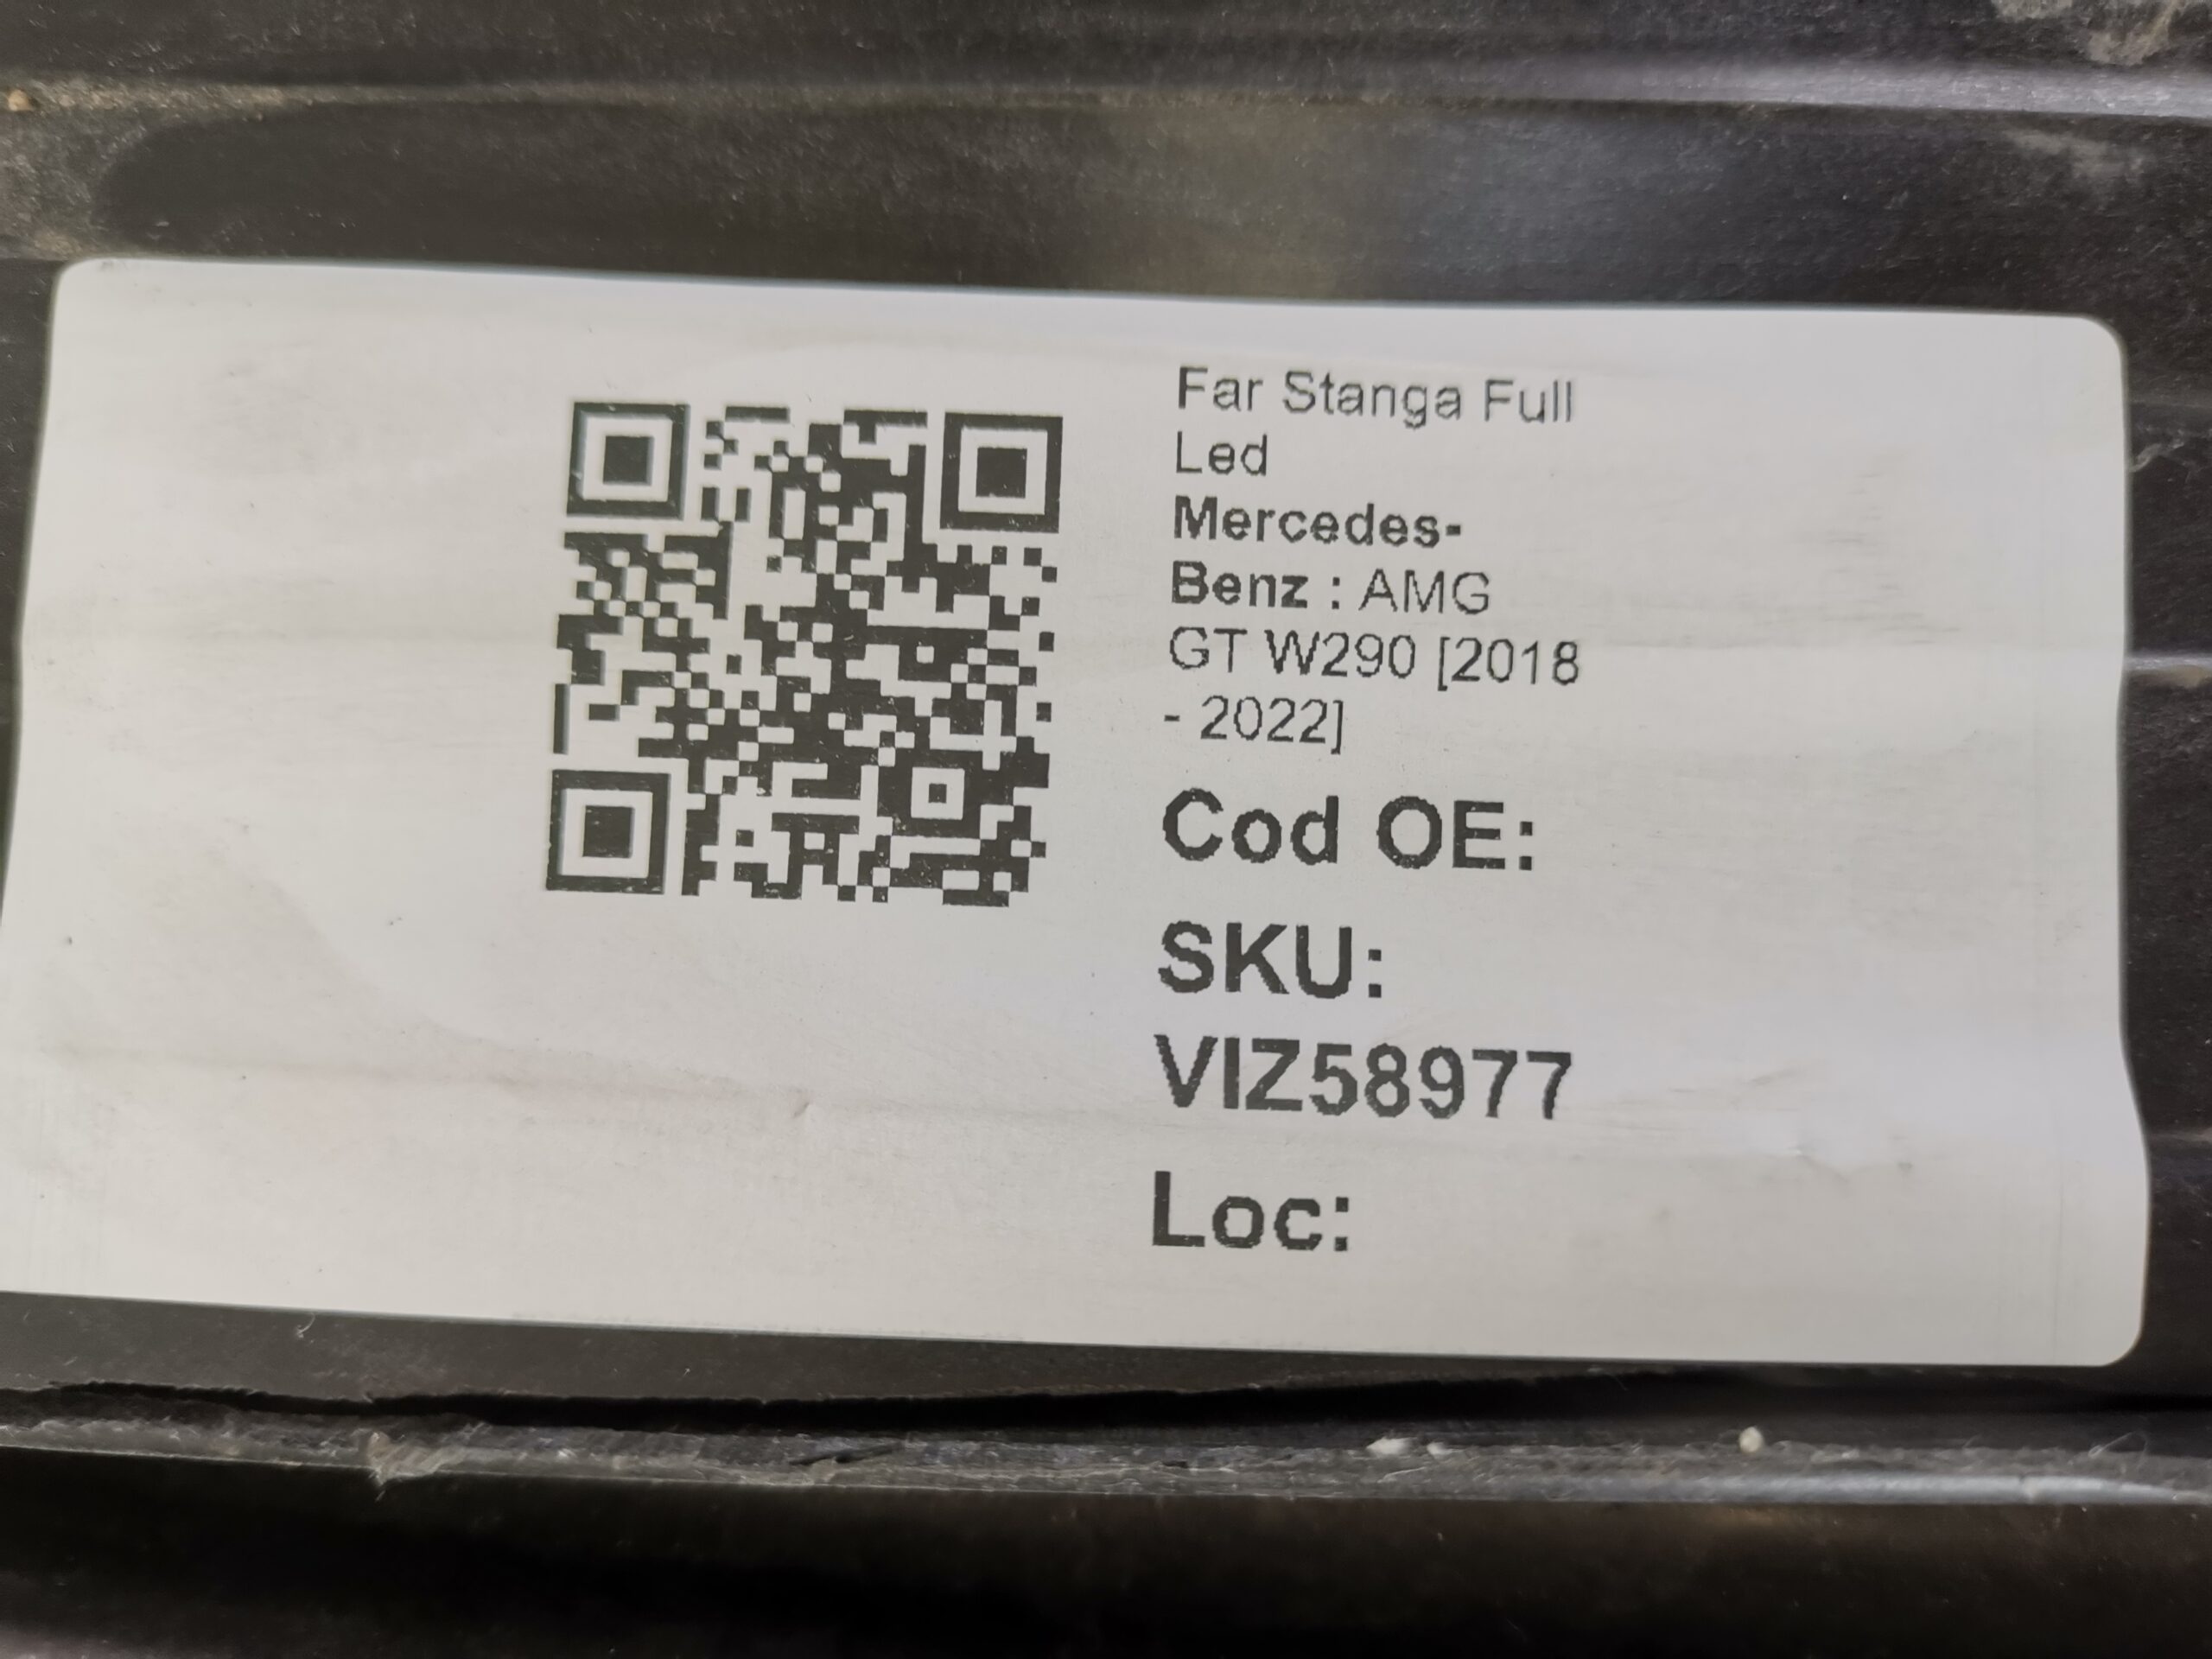 Far Stanga Full
Led
Mercedes-
Benz : AMG
GT W290 [2018
- 2022]
Cod OE:
SKU:
VIZ58977
Loc: